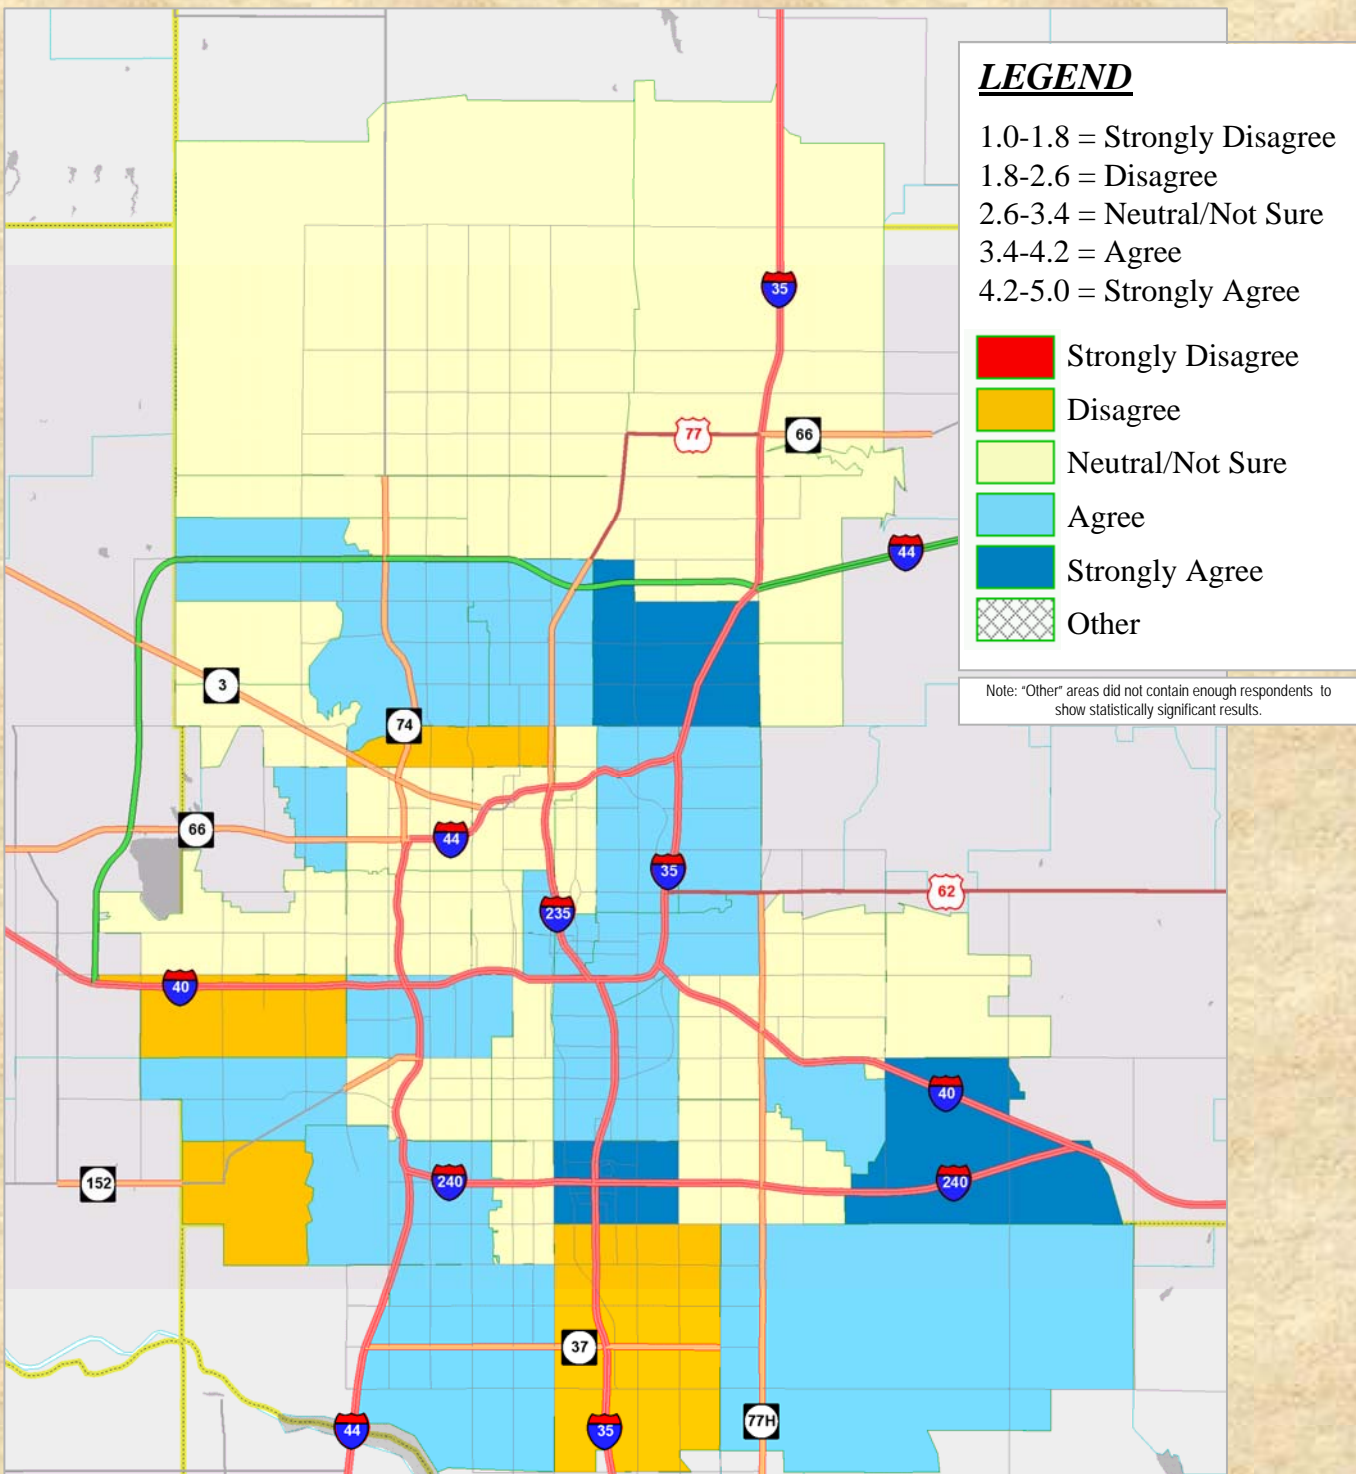 LEGEND
1.0-1.8 = Strongly Disagree
1.8-2.6 = Disagree
2.6-3.4 = Neutral/Not Sure
3.4-4.2 = Agree
4.2-5.0 = Strongly Agree
Strongly Disagree
Disagree
Neutral/Not Sure
Agree
Strongly Agree
Other
Note: “Other” areas did not contain enough respondents to
show statistically significant results.
35
77
66
44
3
74
66
44
35
62
235
40
40
152
240
240
37
44
35
77H